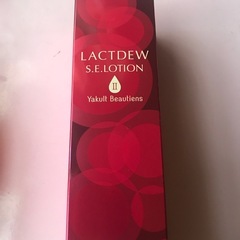 LACTDEW
S.E.LOTION
II
Yakult Beautiens